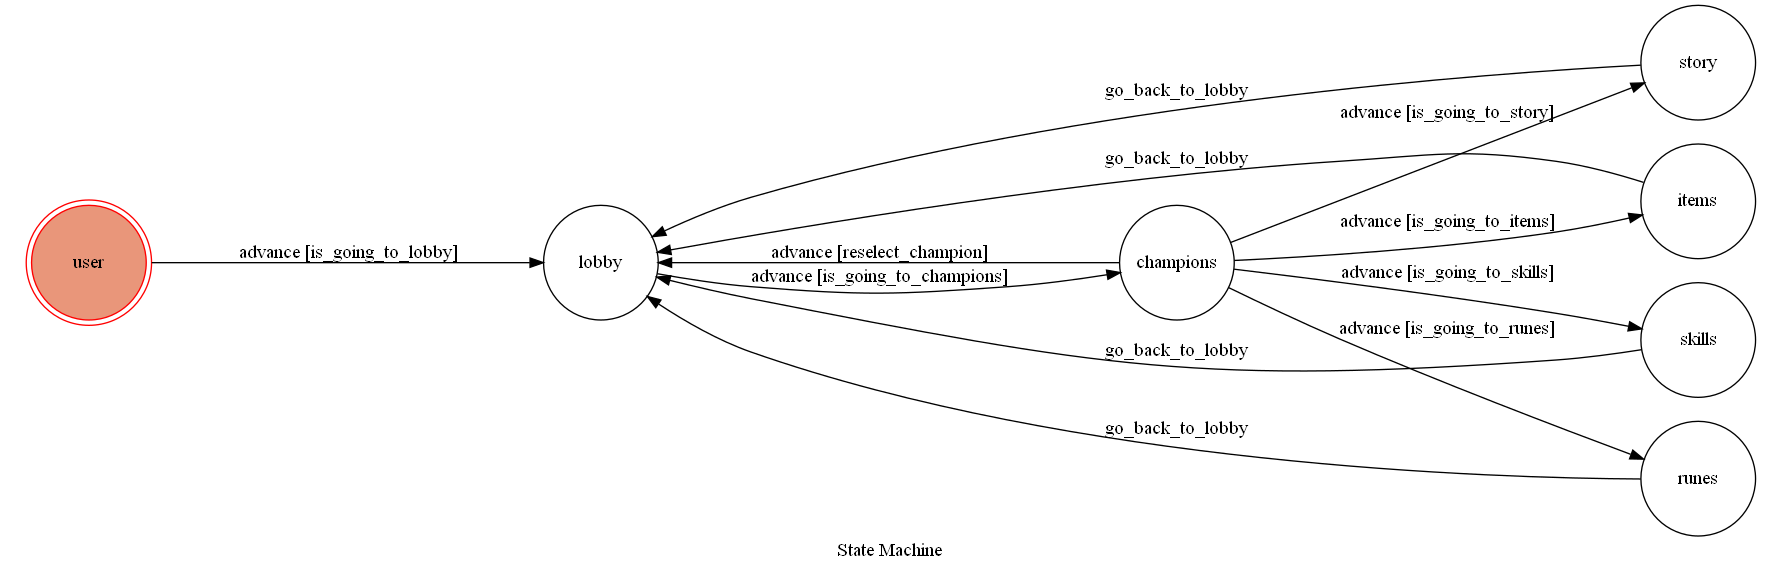 story
go_back_to_lobby
advance [is_going_to_story]
go_back_to_lobby
items
advance [is_going_to_items]
user
advance [is_going_to_lobby]
lobby
advance [reselect_champion]
advance [is_going_to_champions]
champions
advance [is_going_to_skills]
advance [is_going_to_runes]
skills
go_back_to_lobby
go_back_to_lobby
runes
State Machine